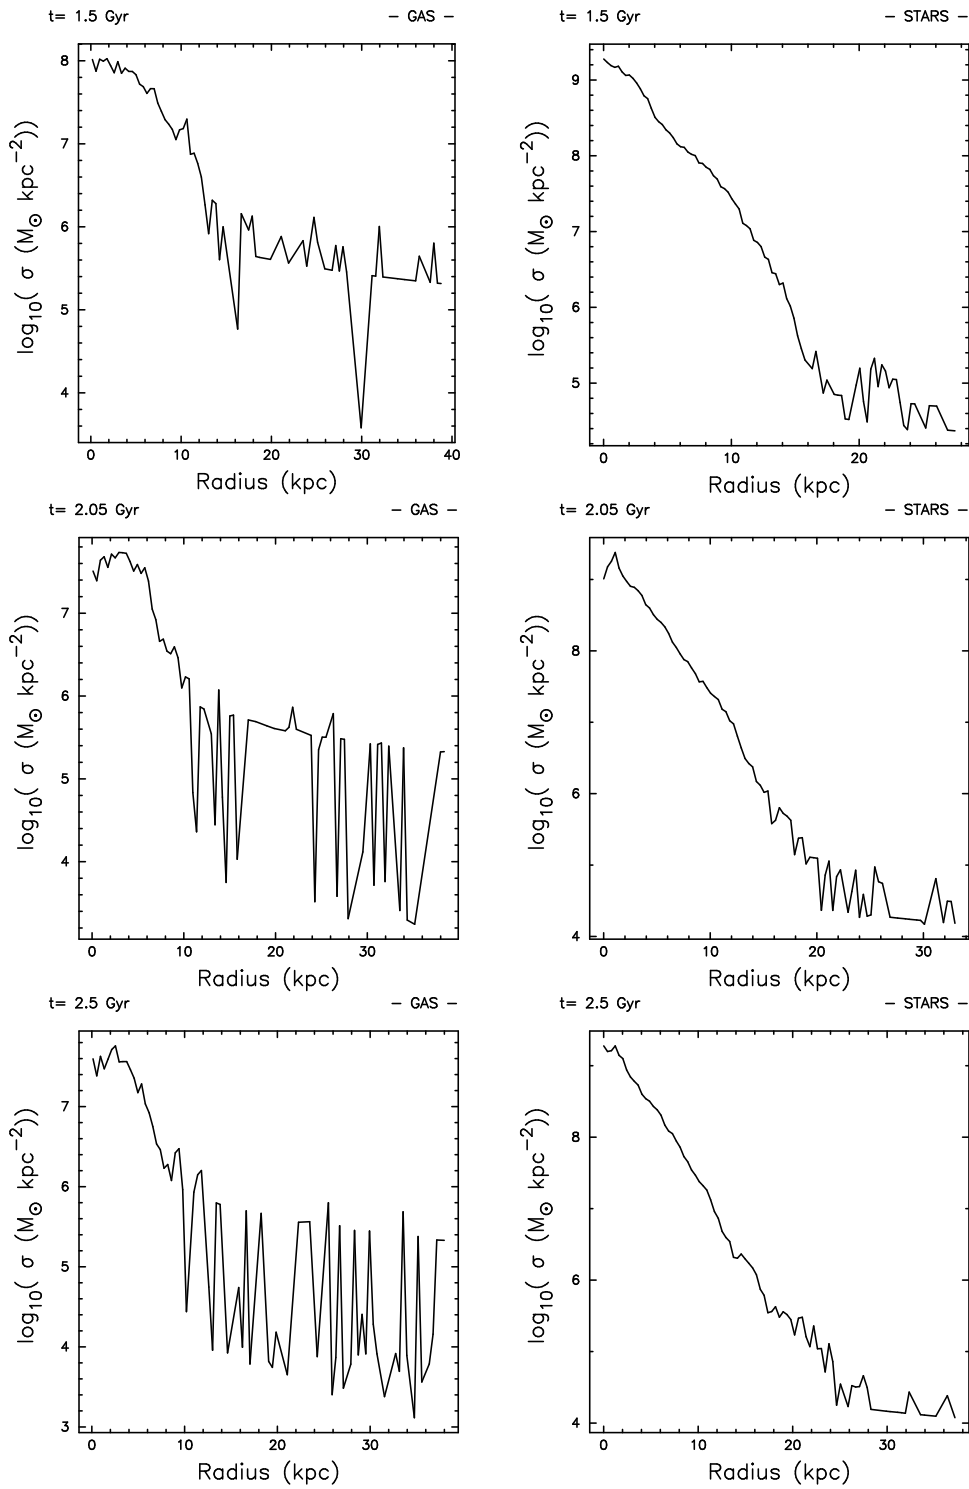 t= 1.5 Gyr — GAS —
8
7
6
5
4
log10( σ (M⊙ kpc−2))
0 10 20 30 40
Radius (kpc)
t= 1.5 Gyr — STARS —
9
8
7
6
5
log10( σ (M⊙ kpc−2))
0 10 20
Radius (kpc)
t= 2.05 Gyr — GAS —
7
6
5
4
log10( σ (M⊙ kpc−2))
0 10 20 30
Radius (kpc)
t= 2.05 Gyr — STARS —
8
6
4
log10( σ (M⊙ kpc−2))
0 10 20 30
Radius (kpc)
t= 2.5 Gyr — GAS —
7
6
5
4
3
log10( σ (M⊙ kpc−2))
0 10 20 30
Radius (kpc)
t= 2.5 Gyr — STARS —
8
6
4
log10( σ (M⊙ kpc−2))
0 10 20 30
Radius (kpc)